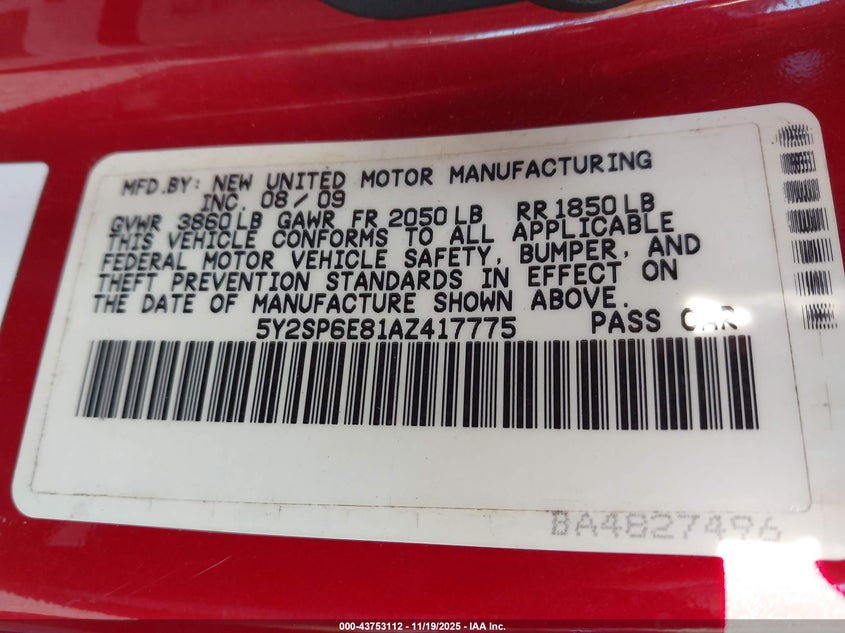 MFD.BY: NEW UNITED MOTOR MANUFACTURING
INC. 08/09
GVWR 3860LB GAWR FR 2050LB RR1850LB
THIS VEHICLE CONFORMS TO ALL APPLICABLE
FEDERAL MOTOR VEHICLE SAFETY, BUMPER, AND
THEFT PREVENTION STANDARDS IN EFFECT ON
THE DATE OF MANUFACTURE SHOWN ABOVE.
5Y2SP6E81AZ417775 PASS CAR
BA4827496
000-43753112 - 11/19/2025 - IAA Inc.